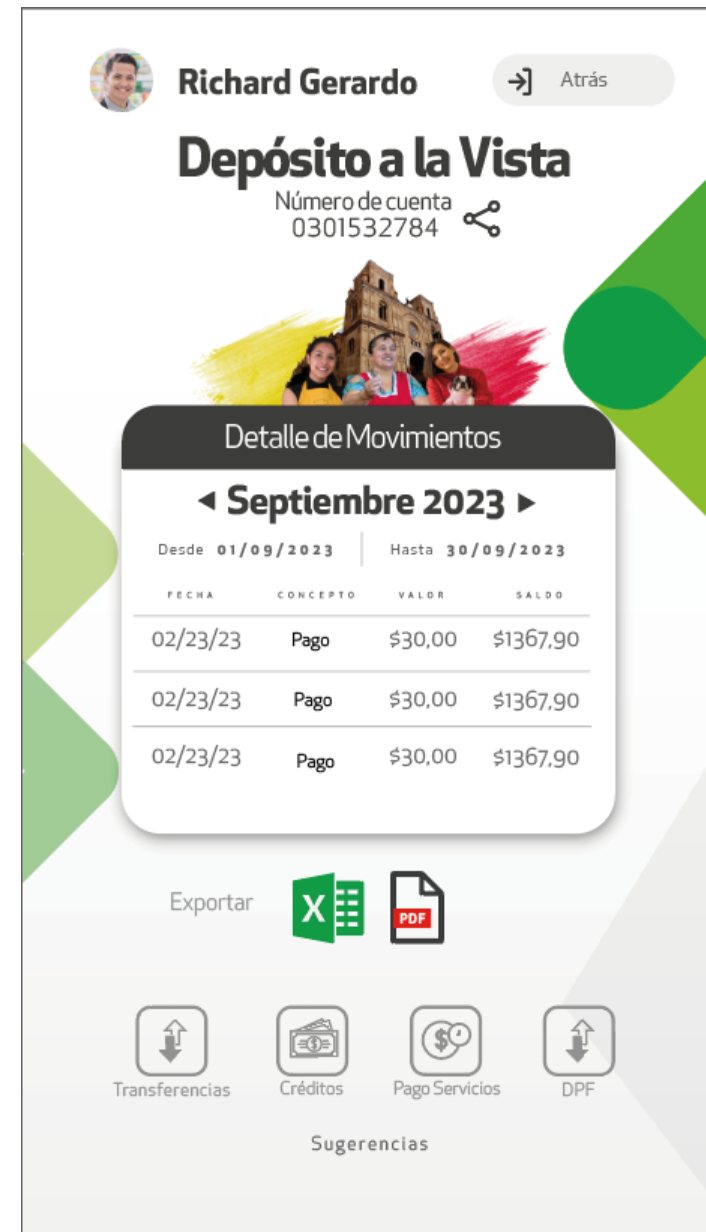 Richard Gerardo
Atrás
Depósito a la Vista
Número de cuenta
0301532784
Detalle de Movimientos
Septiembre 2023
Desde 01/09/2023 Hasta 30/09/2023
FECHA CONCEPTO VALOR SALDO
02/23/23 Pago $30,00 $1367,90
02/23/23 Pago $30,00 $1367,90
02/23/23 Pago $30,00 $1367,90
Exportar X PDF
Transferencias Créditos Pago Servicios DPF
Sugerencias